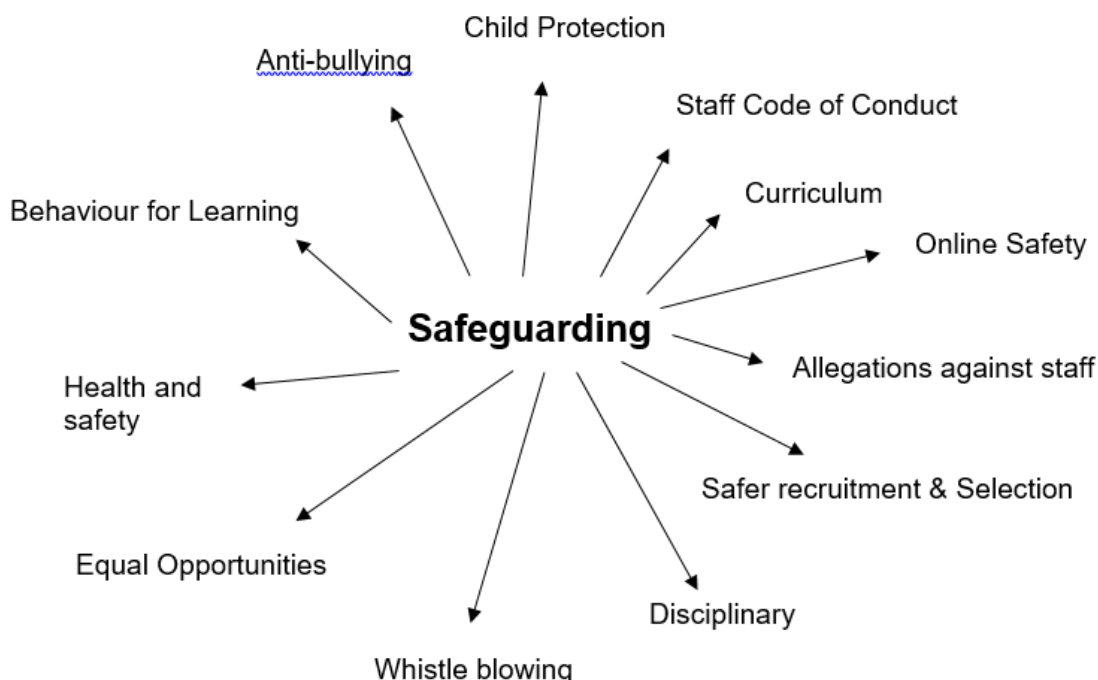 Child Protection
Anti-bullying
Staff Code of Conduct
Curriculum
Behaviour for Learning
Online Safety
Safeguarding
Allegations against staff
Health and
safety
Safer recruitment & Selection
Equal Opportunities
Disciplinary
Whistle blowing